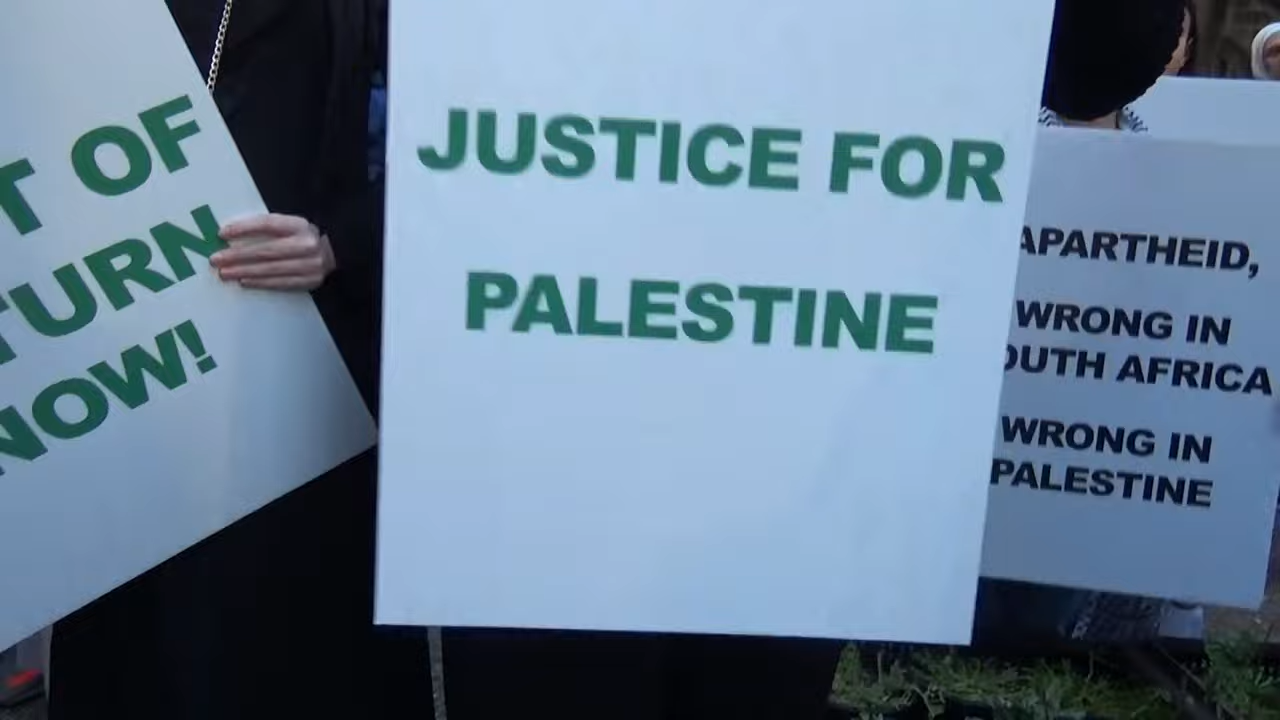 T OF
TURN
NOW!
JUSTICE FOR
PALESTINE
APARTHEID,
WRONG IN
OUTH AFRICA
WRONG IN
PALESTINE